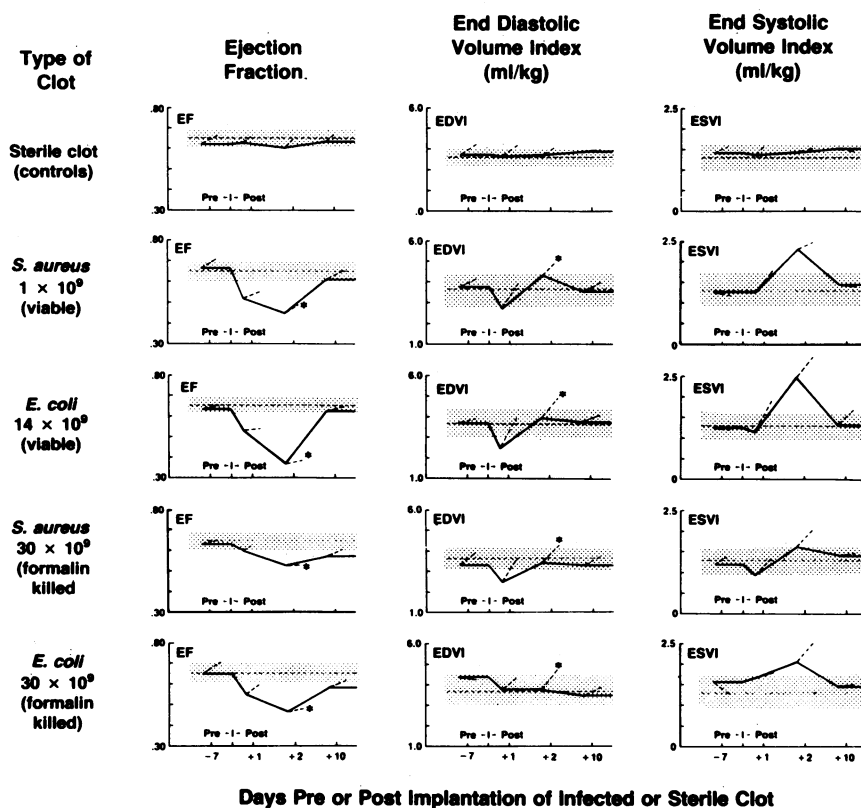 Type of
Clot
Ejection
Fraction
End Diastolic
Volume Index
(ml/kg)
End Systolic
Volume Index
(ml/kg)
Sterile clot
(controls)
.80
EF
Pre -I- Post
.30
6.0
EDVI
Pre -I- Post
.0
2.5
ESVI
Pre -I- Post
0
S. aureus
1 × 10⁹
(viable)
.80
EF
*
Pre -I- Post
.30
6.0
EDVI
*
Pre -I- Post
1.0
2.5
ESVI
Pre -I- Post
0
E. coli
14 × 10⁹
(viable)
.80
EF
*
Pre -I- Post
.30
6.0
EDVI
*
Pre -I- Post
1.0
2.5
ESVI
Pre -I- Post
0
S. aureus
30 × 10⁹
(formalin
killed
.80
EF
*
Pre -I- Post
.30
6.0
EDVI
*
Pre -I- Post
1.0
2.5
ESVI
Pre -I- Post
0
E. coli
30 × 10⁹
(formalin
killed)
.80
EF
*
Pre -I- Post
.30
6.0
EDVI
*
Pre -I- Post
1.0
2.5
ESVI
Pre -I- Post
0
-7 +1 +2 +10
-7 +1 +2 +10
-7 +1 +2 +10
Days Pre or Post Implantation of Infected or Sterile Clot